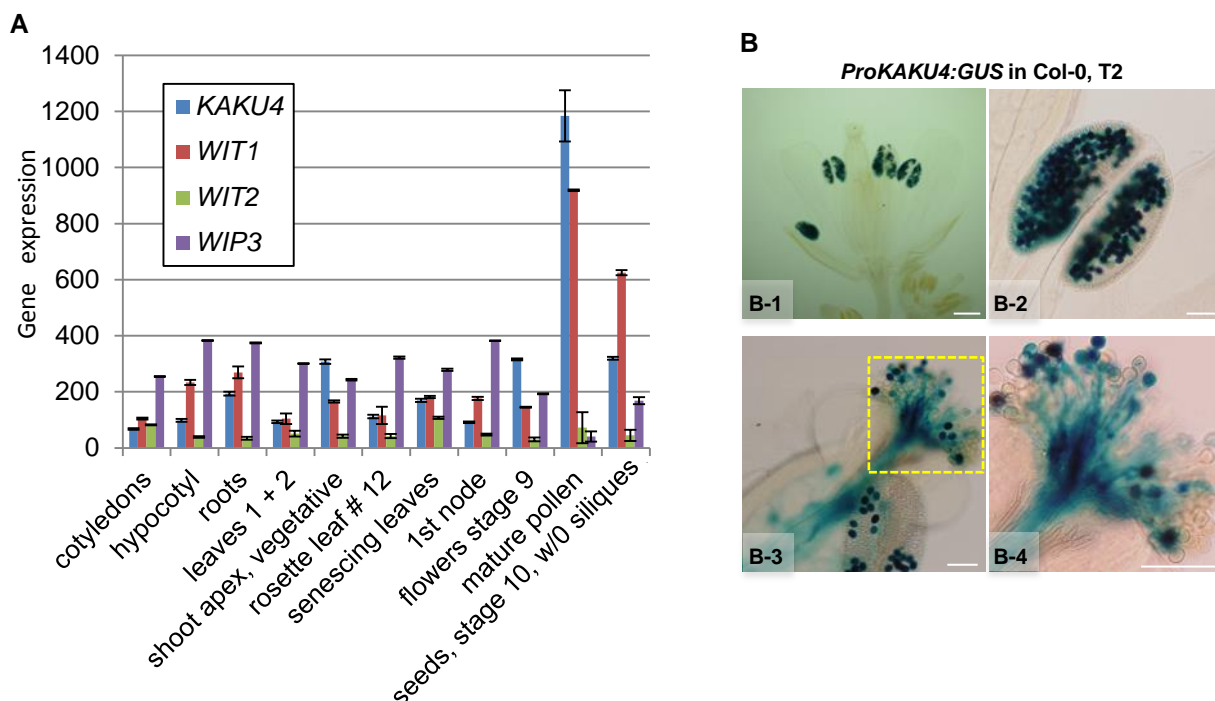 A
1400
1200
1000
800
600
400
200
0
Gene expression
KAKU4
WIT1
WIT2
WIP3
cotyledons
hypocotyl
roots
leaves 1 + 2
shoot apex, vegetative
rosette leaf # 12
senescing leaves
1st node
flowers stage 9
mature pollen
seeds, stage 10, w/0 siliques
B
ProKAKU4:GUS in Col-0, T2
B-1
B-2
B-3
B-4